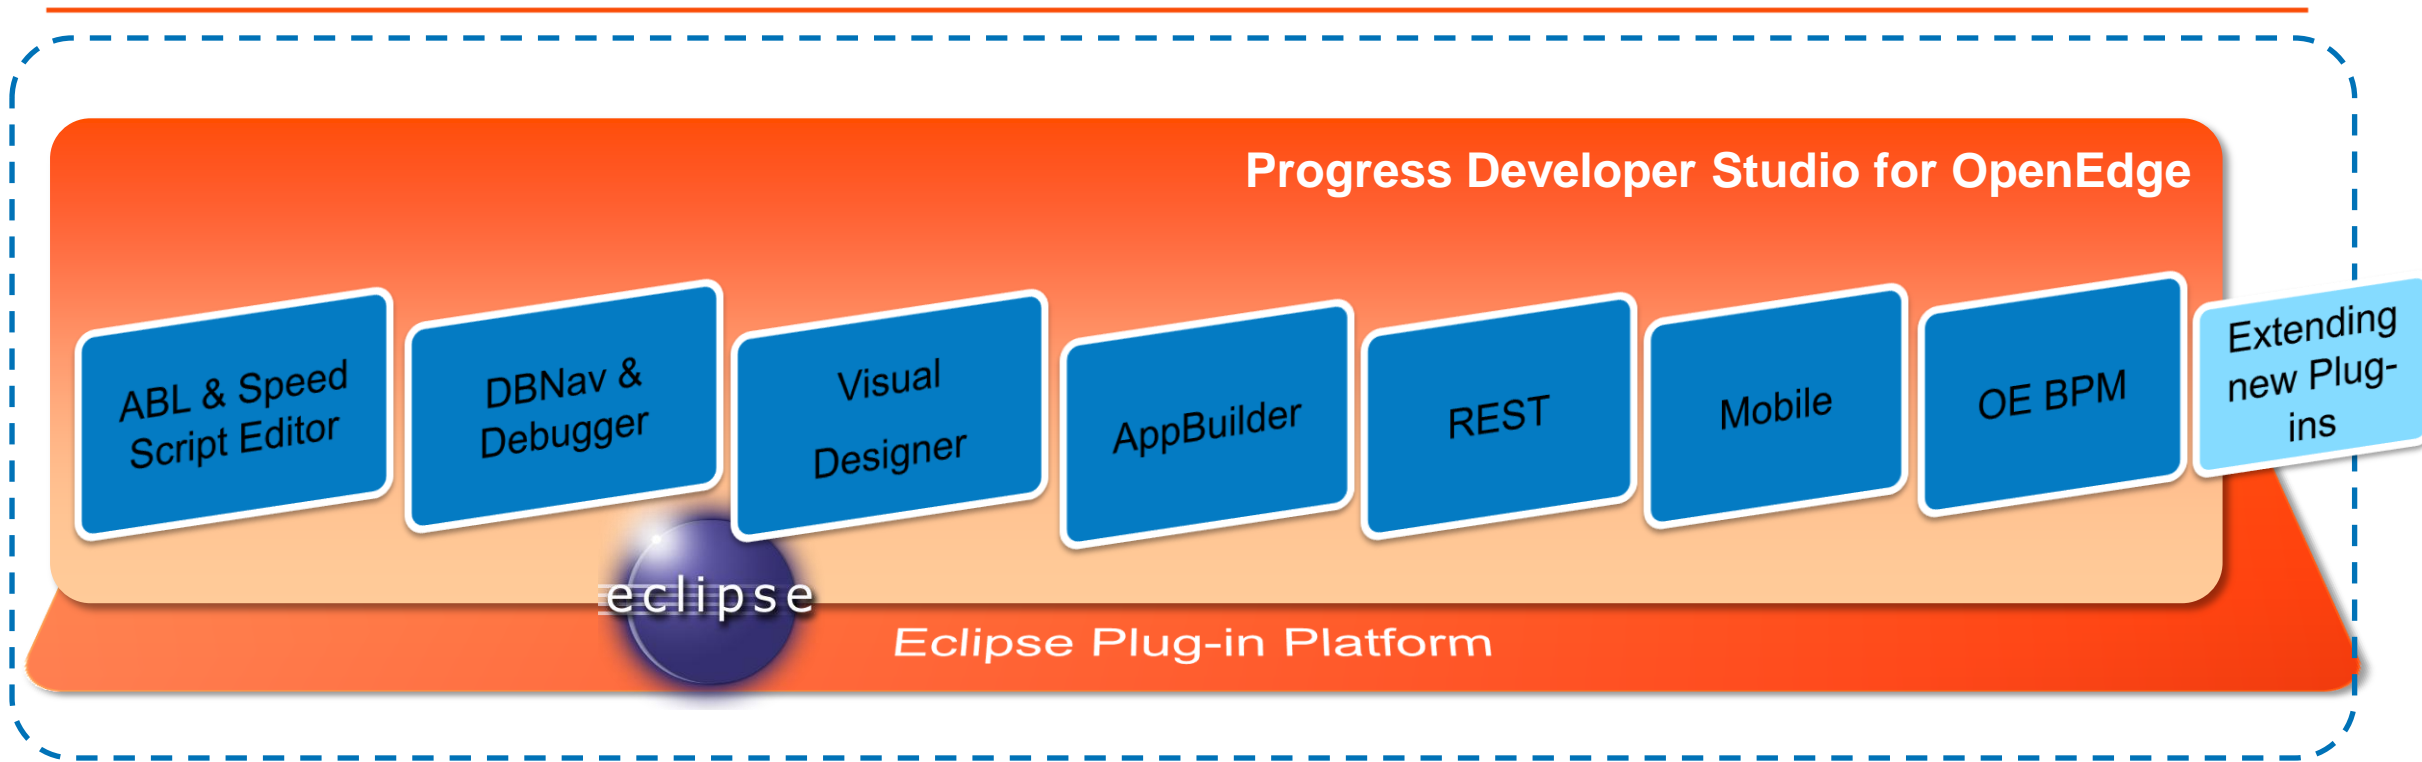 Progress Developer Studio for OpenEdge
ABL & Speed
Script Editor
DBNav &
Debugger
Visual
Designer
AppBuilder
REST
Mobile
OE BPM
Extending
new Plug-
ins
eclipse
Eclipse Plug-in Platform